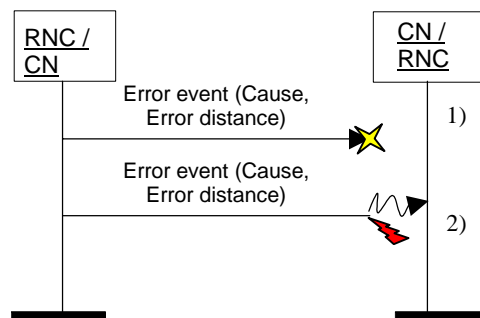 RNC /
CN
CN /
RNC
Error event (Cause,
Error distance)
1)
Error event (Cause,
Error distance)
2)